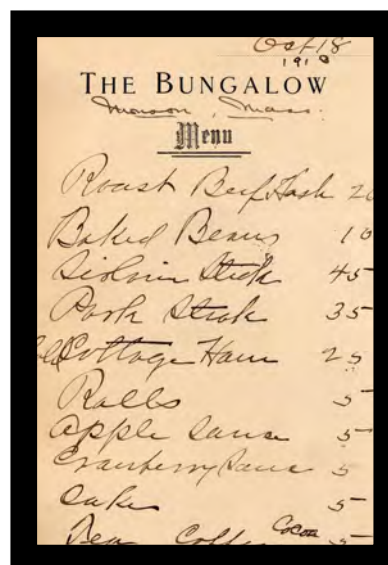 Oct 18
1910
THE BUNGALOW
Monson, Mass.
Menu
Roast Beef Hash 20
Baked Beans 10
Sirloin Steak 45
Pork Steak 35
Cottage Ham 25
Rolls 5
Apple Sauce 5
Cranberry Sauce 5
Cake 5
Tea Coffee Cocoa 5